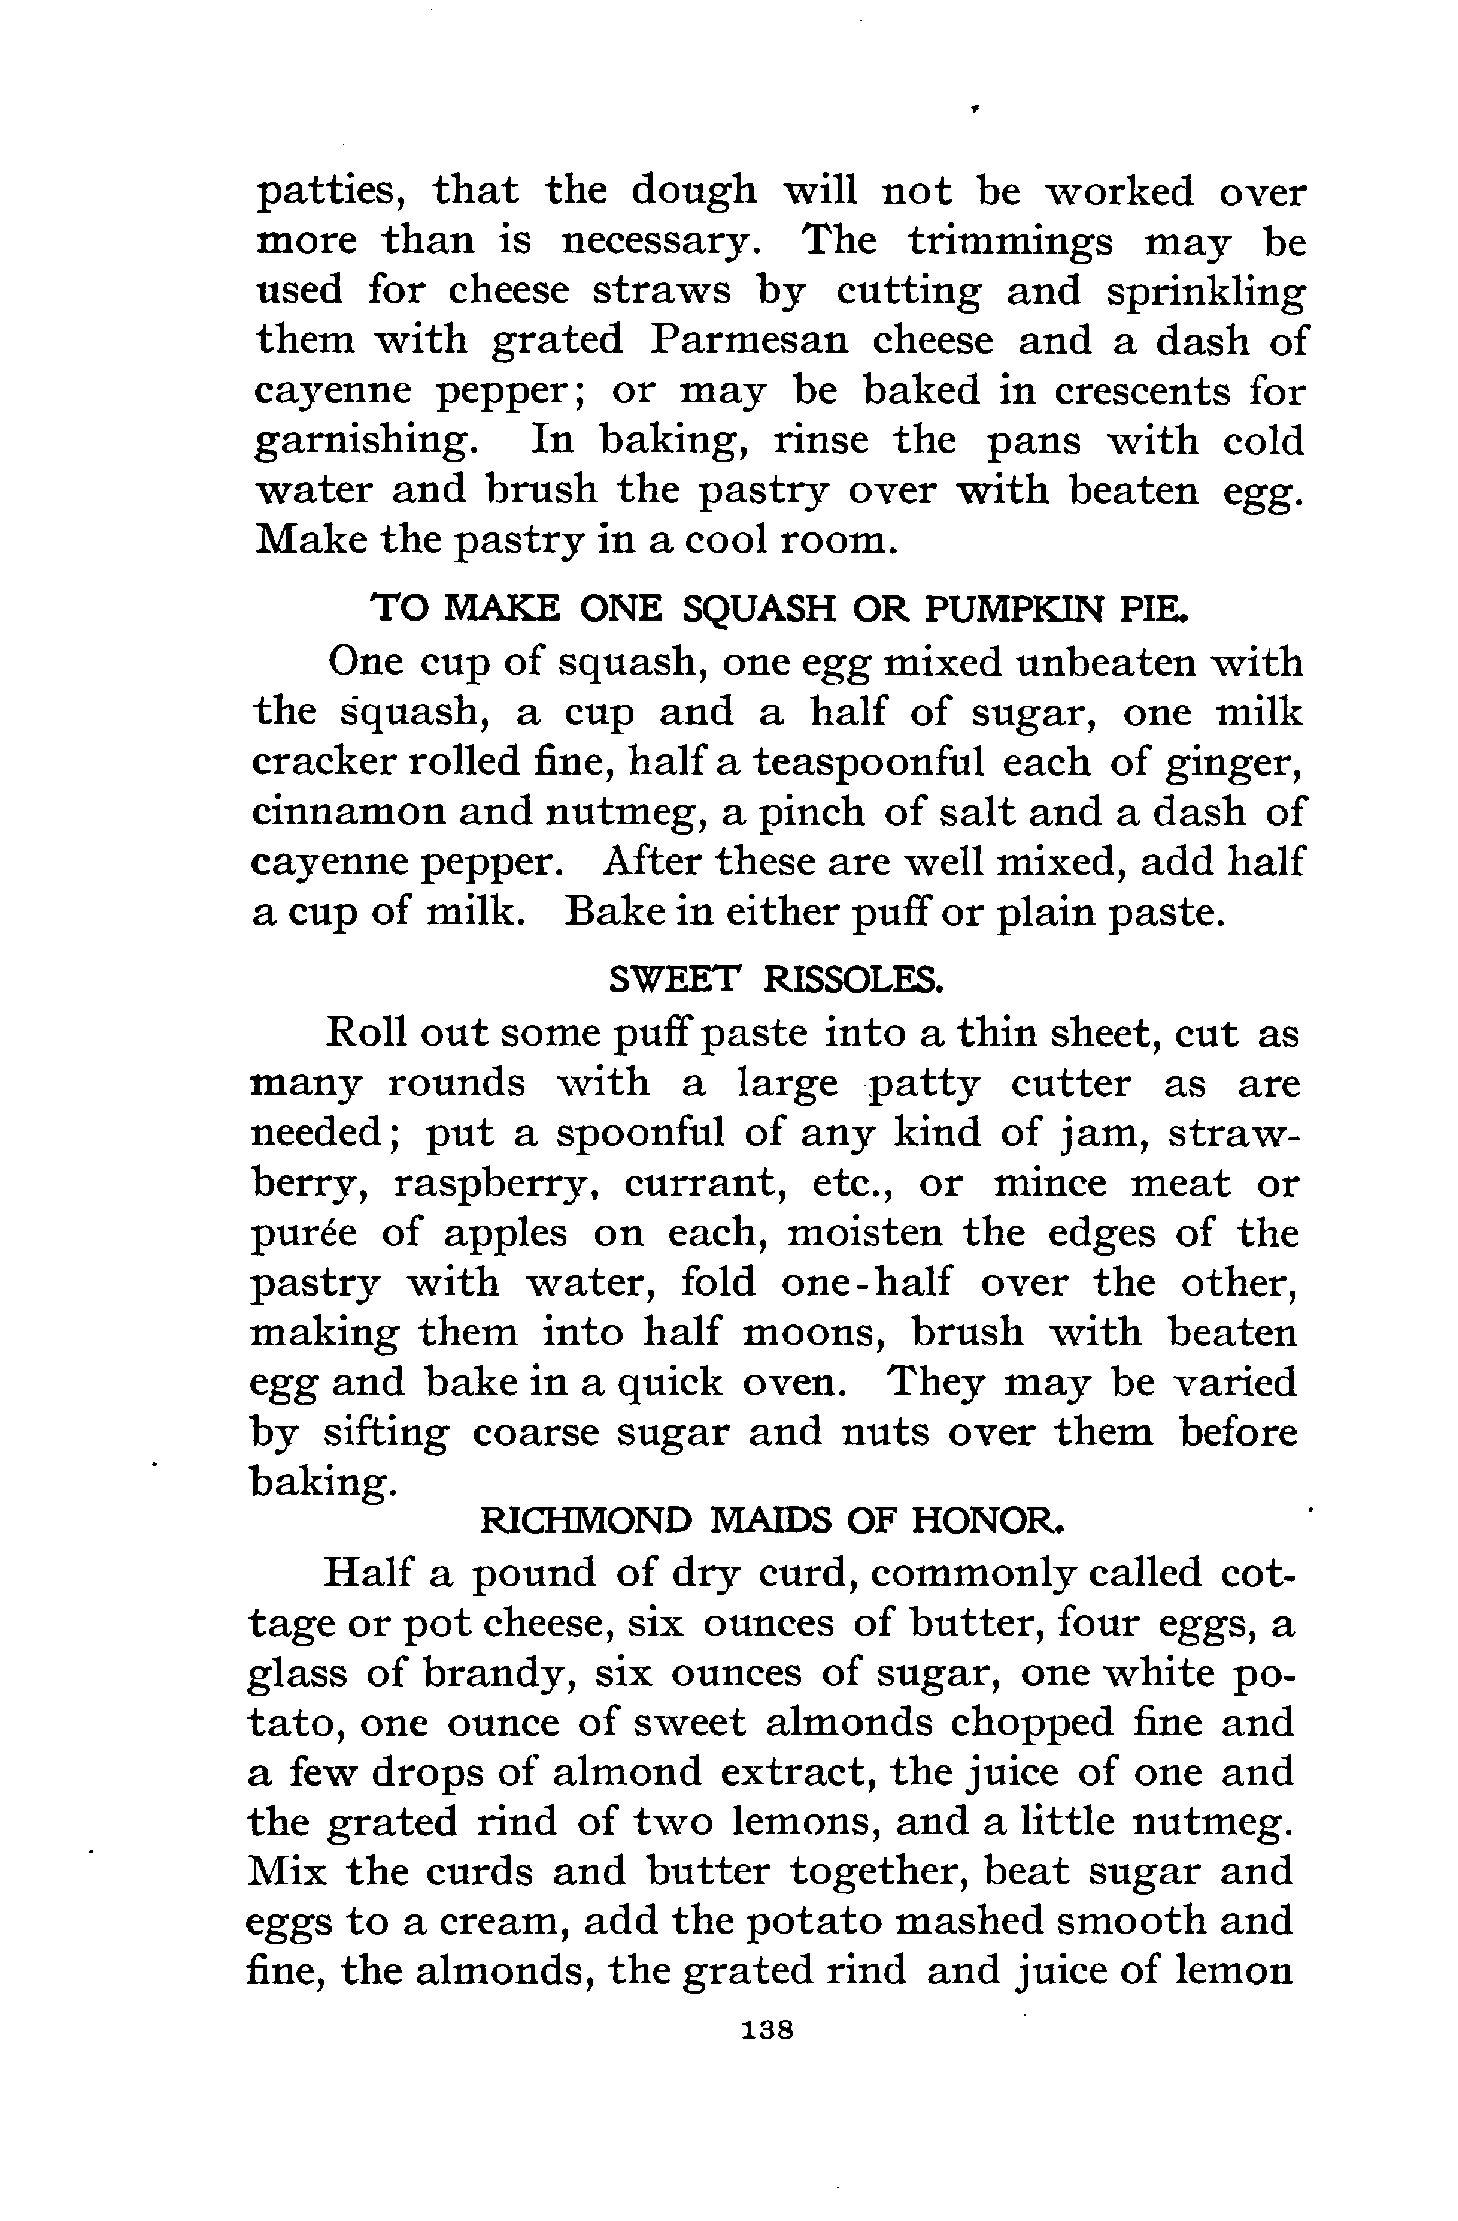 patties, that the dough will not be worked over
more than is necessary. The trimmings may be
used for cheese straws by cutting and sprinkling
them with grated Parmesan cheese and a dash of
cayenne pepper; or may be baked in crescents for
garnishing. In baking, rinse the pans with cold
water and brush the pastry over with beaten egg.
Make the pastry in a cool room.
TO MAKE ONE SQUASH OR PUMPKIN PIE.
One cup of squash, one egg mixed unbeaten with
the squash, a cup and a half of sugar, one milk
cracker rolled fine, half a teaspoonful each of ginger,
cinnamon and nutmeg, a pinch of salt and a dash of
cayenne pepper. After these are well mixed, add half
a cup of milk. Bake in either puff or plain paste.
SWEET RISSOLES.
Roll out some puff paste into a thin sheet, cut as
many rounds with a large patty cutter as are
needed; put a spoonful of any kind of jam, straw-
berry, raspberry, currant, etc., or mince meat or
purée of apples on each, moisten the edges of the
pastry with water, fold one-half over the other,
making them into half moons, brush with beaten
egg and bake in a quick oven. They may be varied
by sifting coarse sugar and nuts over them before
baking.
RICHMOND MAIDS OF HONOR.
Half a pound of dry curd, commonly called cot-
tage or pot cheese, six ounces of butter, four eggs, a
glass of brandy, six ounces of sugar, one white po-
tato, one ounce of sweet almonds chopped fine and
a few drops of almond extract, the juice of one and
the grated rind of two lemons, and a little nutmeg.
Mix the curds and butter together, beat sugar and
eggs to a cream, add the potato mashed smooth and
fine, the almonds, the grated rind and juice of lemon
138